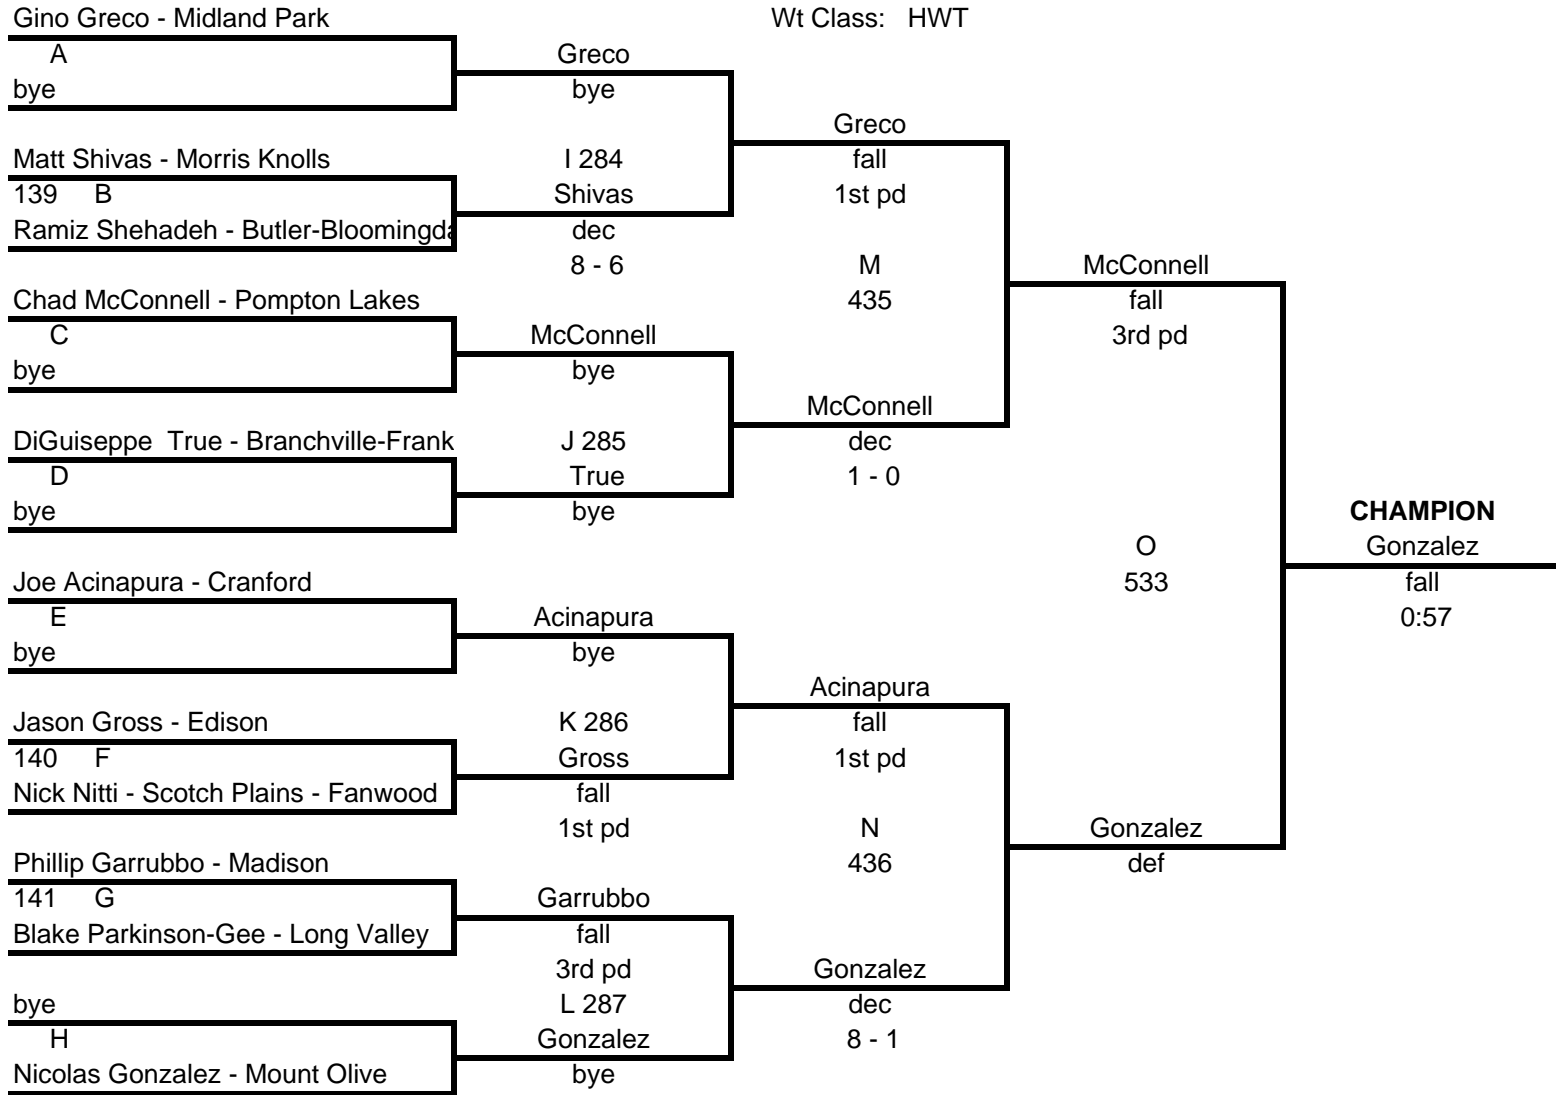 Gino Greco - Midland Park
Wt Class: HWT
A
Greco
bye
bye
Greco
Matt Shivas - Morris Knolls
I 284
fall
139 B
Shivas
1st pd
Ramiz Shehadeh - Butler-Bloomingda
dec
8 - 6
M
McConnell
Chad McConnell - Pompton Lakes
435
fall
C
McConnell
3rd pd
bye
bye
McConnell
DiGuiseppe  True - Branchville-Frank
J 285
dec
D
True
1 - 0
bye
bye
CHAMPION
O
Gonzalez
Joe Acinapura - Cranford
533
fall
E
Acinapura
0:57
bye
bye
Acinapura
Jason Gross - Edison
K 286
fall
140 F
Gross
1st pd
Nick Nitti - Scotch Plains - Fanwood
fall
1st pd
N
Gonzalez
Phillip Garrubbo - Madison
436
def
141 G
Garrubbo
Blake Parkinson-Gee - Long Valley
fall
3rd pd
Gonzalez
bye
L 287
dec
H
Gonzalez
8 - 1
Nicolas Gonzalez - Mount Olive
bye